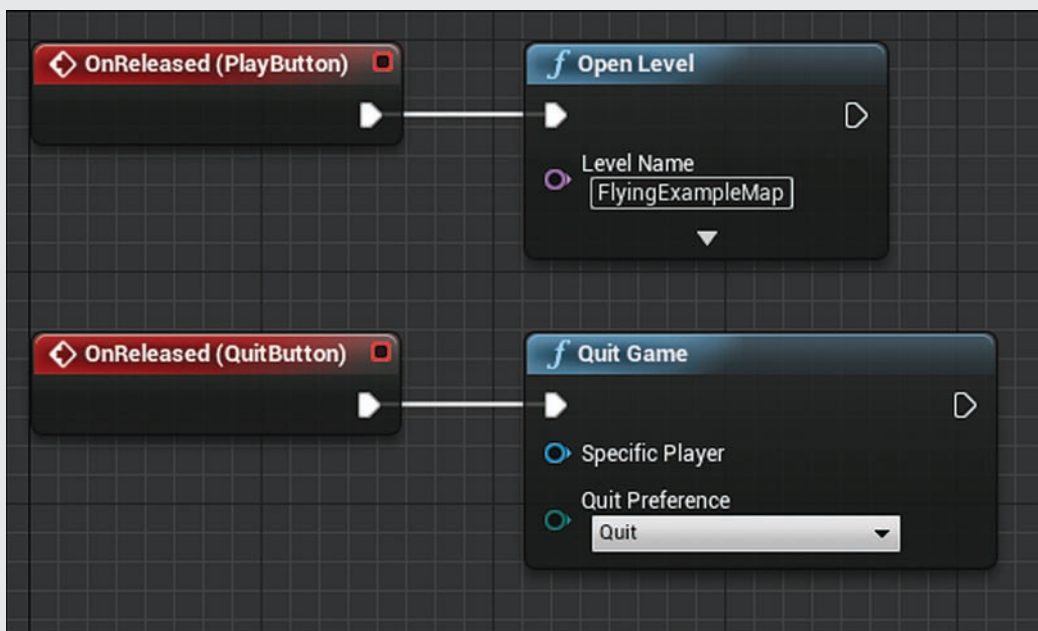 OnReleased (PlayButton)
f Open Level
Level Name
FlyingExampleMap
OnReleased (QuitButton)
f Quit Game
Specific Player
Quit Preference
Quit